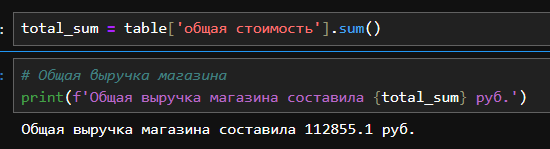 total_sum = table['общая стоимость'].sum()
# Общая выручка магазина
print(f'Общая выручка магазина составила {total_sum} руб.')
Общая выручка магазина составила 112855.1 руб.